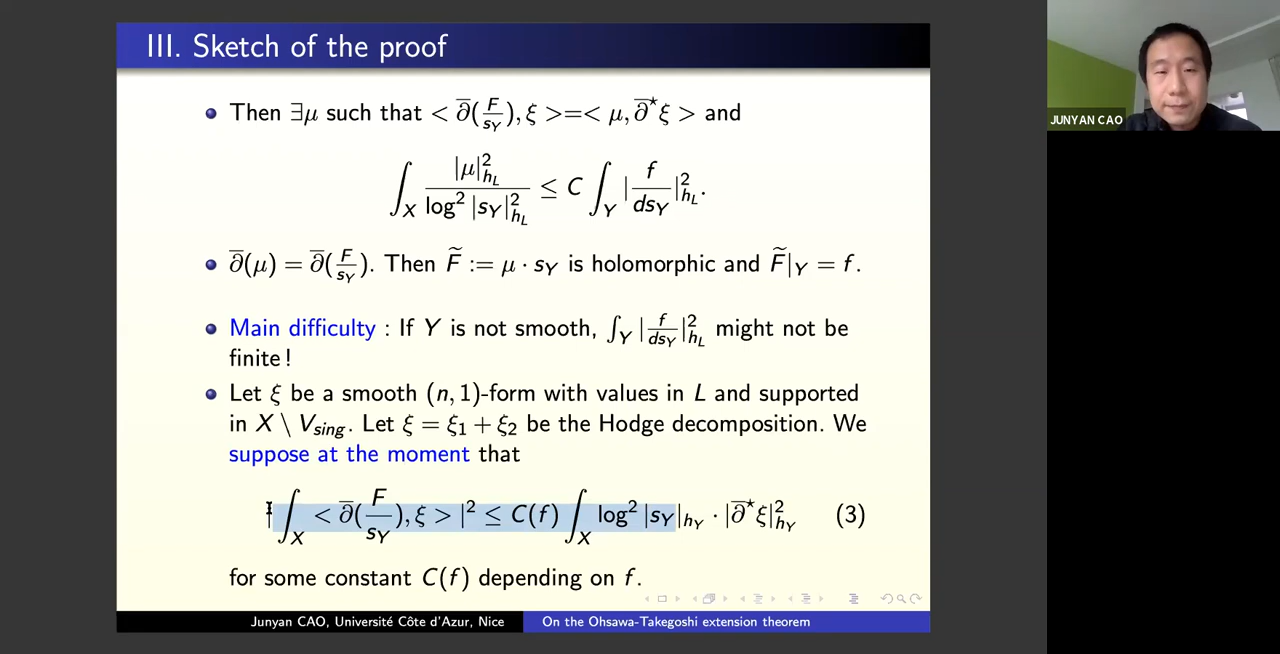 III. Sketch of the proof
Then ∃μ such that < ∂̄(F/s_Y), ξ >=< μ, ∂̄*ξ > and
∫_X |μ|²_{h_L} / log² |s_Y|²_{h_L} ≤ C ∫_Y |f/ds_Y|²_{h_L}.
∂̄(μ) = ∂̄(F/s_Y). Then F̃ := μ · s_Y is holomorphic and F̃|_Y = f.
Main difficulty : If Y is not smooth, ∫_Y |f/ds_Y|²_{h_L} might not be
finite !
Let ξ be a smooth (n, 1)-form with values in L and supported
in X \ V_sing. Let ξ = ξ₁ + ξ₂ be the Hodge decomposition. We
suppose at the moment that
|∫_X < ∂̄(F/s_Y), ξ > |² ≤ C(f) ∫_X log² |s_Y|_{h_Y} · |∂̄*ξ|²_{h_Y} (3)
for some constant C(f) depending on f.
Junyan CAO, Université Côte d'Azur, Nice On the Ohsawa-Takegoshi extension theorem
JUNYAN CAO